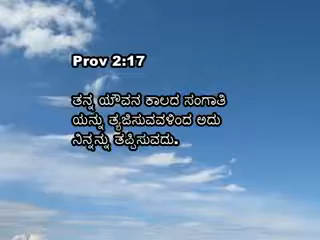 Prov 2:17
ತನ್ನ ಯೌವನ ಕಾಲದ ಸಂಗಾತಿ
ಯನ್ನು ತ್ಯಜಿಸುವವಳಿಂದ ಅದು
ನಿನ್ನನ್ನು ತಪ್ಪಿಸುವದು.